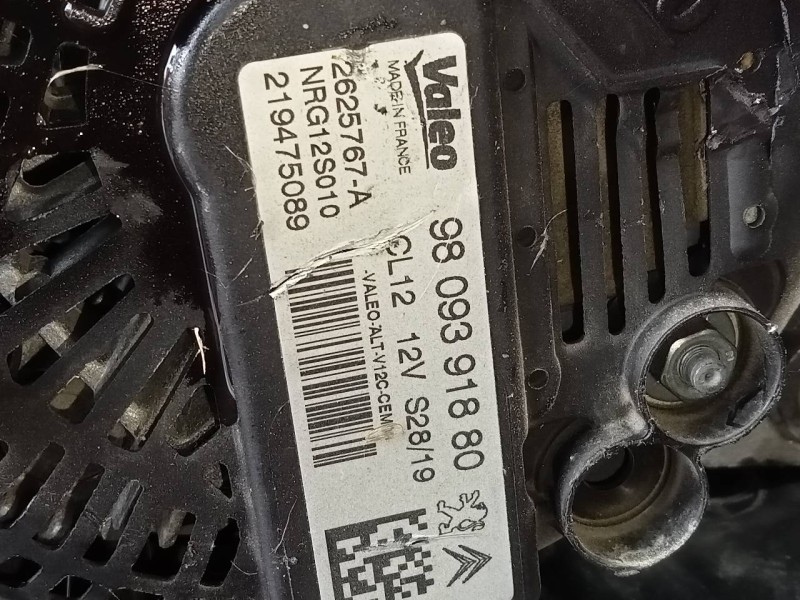 Valeo
MADE IN FRANCE
2625767-A
NRG12S010
219475089
98 093 918 80
CL12 12V S28/19
VALEO-ALT-V12C-CEM